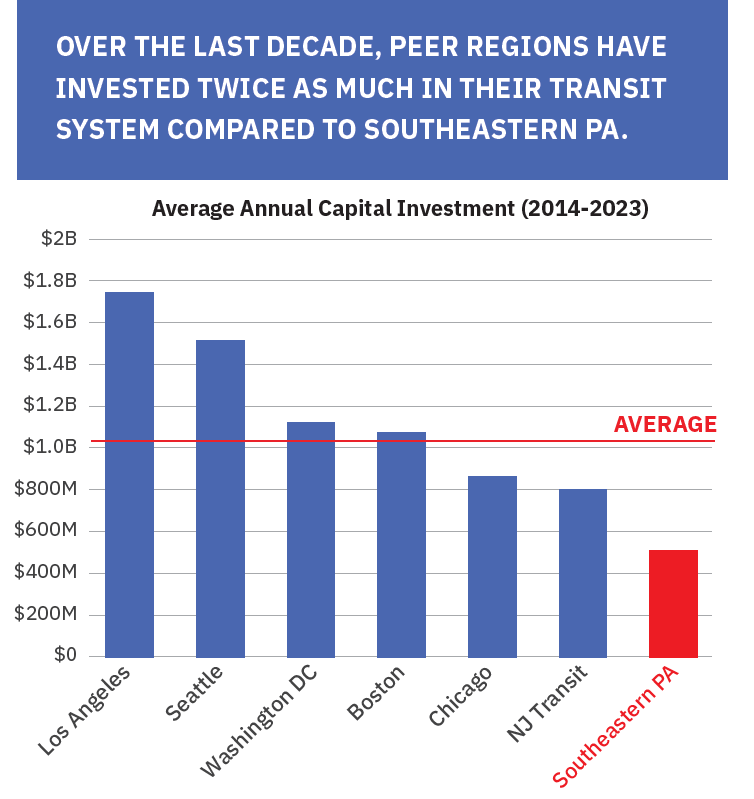 OVER THE LAST DECADE, PEER REGIONS HAVE
INVESTED TWICE AS MUCH IN THEIR TRANSIT
SYSTEM COMPARED TO SOUTHEASTERN PA.
Average Annual Capital Investment (2014-2023)
$2B
$1.8B
$1.6B
$1.4B
$1.2B
AVERAGE
$1.0B
$800M
$600M
$400M
$200M
$0
Los Angeles
Seattle
Washington DC
Boston
Chicago
NJ Transit
Southeastern PA